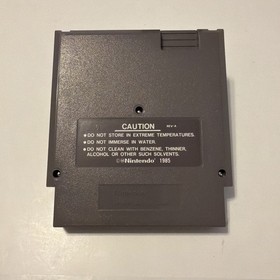 CAUTION
REV-A
•DO NOT STORE IN EXTREME TEMPERATURES.
•DO NOT IMMERSE IN WATER.
•DO NOT CLEAN WITH BENZENE, THINNER,
ALCOHOL OR OTHER SUCH SOLVENTS.
©Nintendo 1985